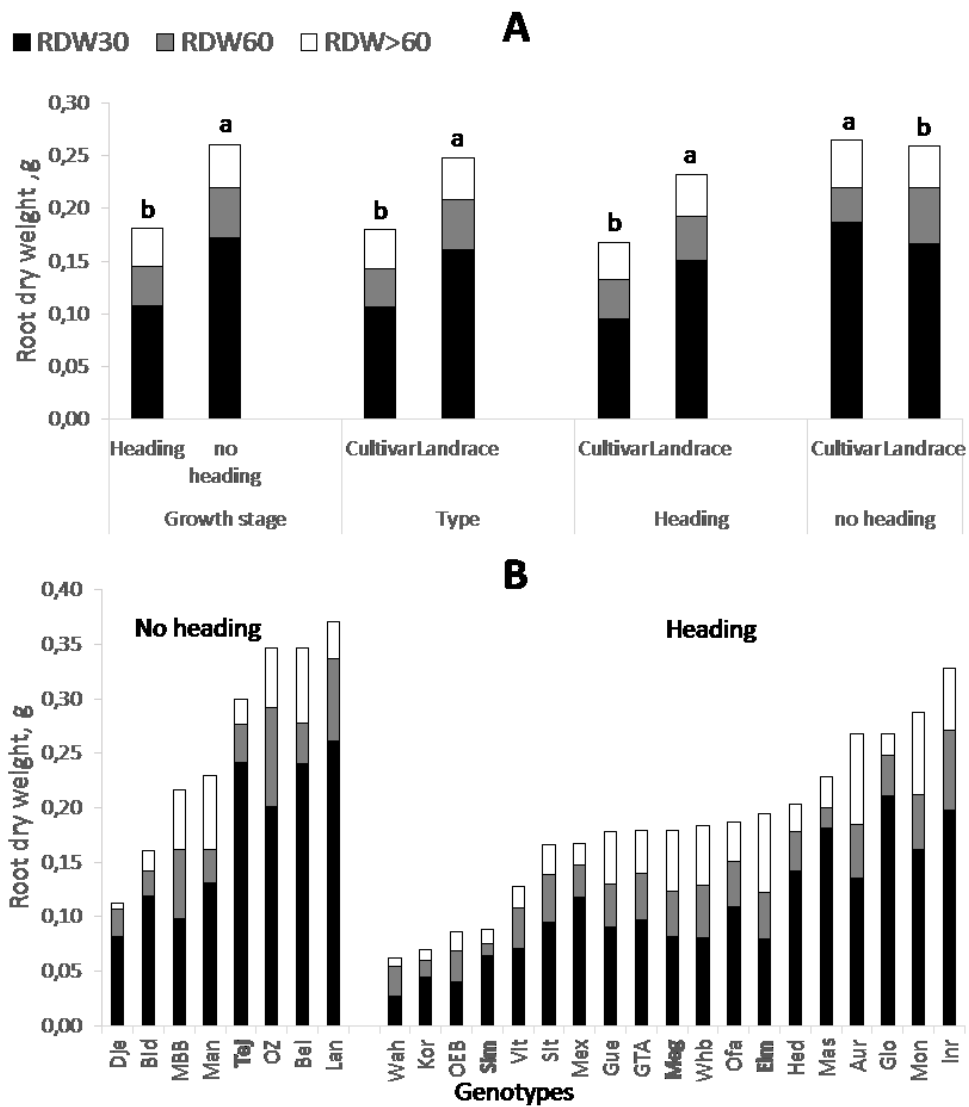 A
RDW30 RDW60 RDW>60
0,30
0,25
0,20
0,15
0,10
0,05
0,00
Root dry weight ,g
b a b a b a a b
Heading no heading Cultivar Landrace Cultivar Landrace Cultivar Landrace
Growth stage Type Heading no heading
B
0,40
0,35
0,30
0,25
0,20
0,15
0,10
0,05
0,00
Root dry weight, g
No heading Heading
Dje Bld MBB Man Tej OZ Bel Lan Wah Kor OEB Sim Vit Sit Mex Gue GTA Meg Whb Ofa Elm Hed Mas Aur Glo Mon Inr
Genotypes